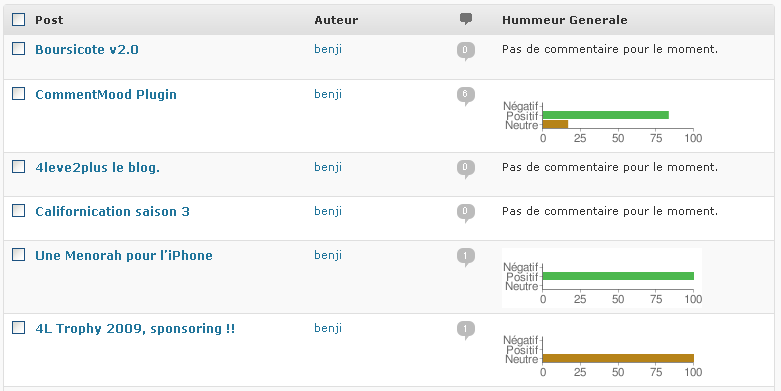 Post Auteur Hummeur Generale
Boursicote v2.0 benji 0 Pas de commentaire pour le moment.
CommentMood Plugin benji 6
Négatif
Positif
Neutre
0 25 50 75 100
4leve2plus le blog. benji 0 Pas de commentaire pour le moment.
Californication saison 3 benji 0 Pas de commentaire pour le moment.
Une Menorah pour l’iPhone benji 1
Négatif
Positif
Neutre
0 25 50 75 100
4L Trophy 2009, sponsoring !! benji 1
Négatif
Positif
Neutre
0 25 50 75 100